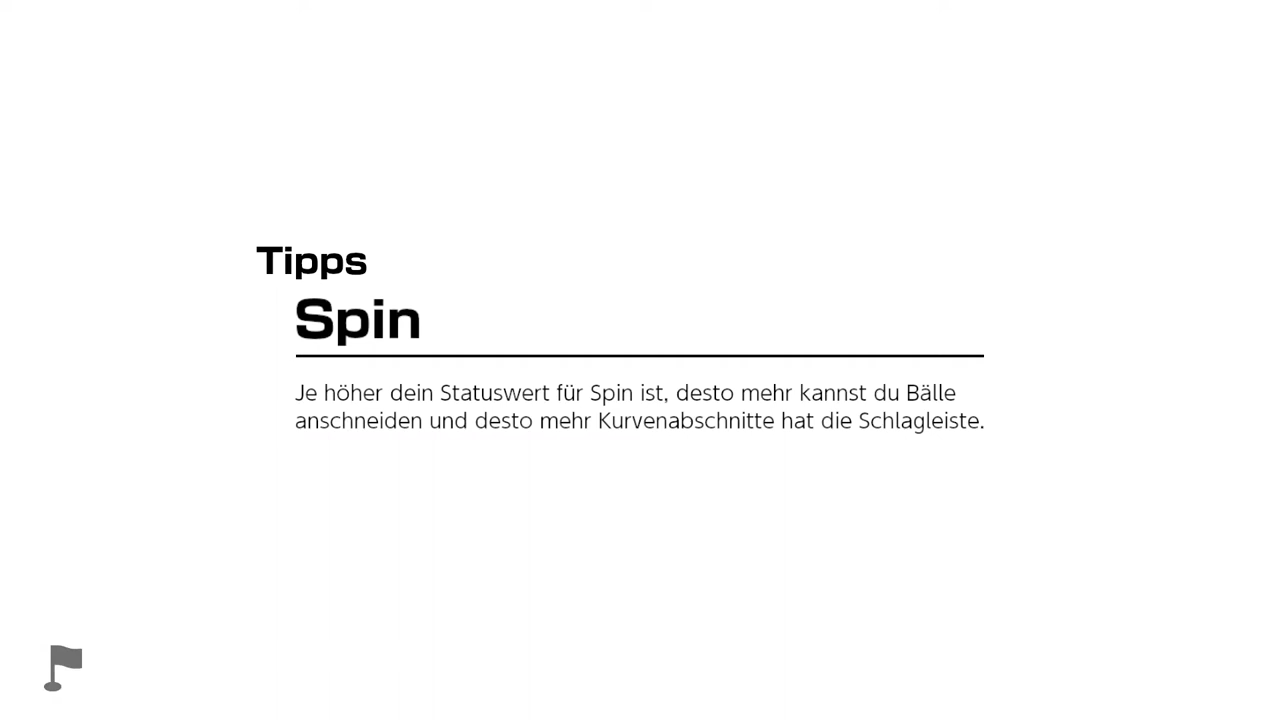 Tipps
Spin
Je höher dein Statuswert für Spin ist, desto mehr kannst du Bälle
anschneiden und desto mehr Kurvenabschnitte hat die Schlagleiste.